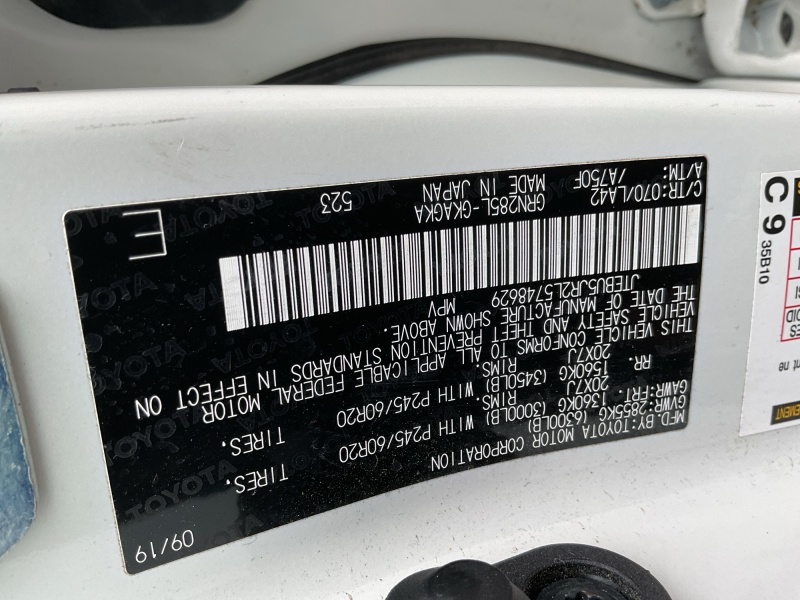 MFD. BY: TOYOTA MOTOR CORPORATION 09/19
GVWR: 2855KG (6300LB)
GAWR: FRT. 1360KG (3000LB) WITH P245/60R20 TIRES.
20X7J RIMS.
RR. 1560KG (3450LB) WITH P245/60R20 TIRES.
20X7J RIMS.
THIS VEHICLE CONFORMS TO ALL APPLICABLE FEDERAL MOTOR
VEHICLE SAFETY AND THEFT PREVENTION STANDARDS IN EFFECT ON
THE DATE OF MANUFACTURE SHOWN ABOVE.
JTEBU5JR2L5748629 MPV
C/TR:070/LA42 GRN285L-GKAGKA 523
A/TM: /A750F MADE IN JAPAN
E
C 9
35B10